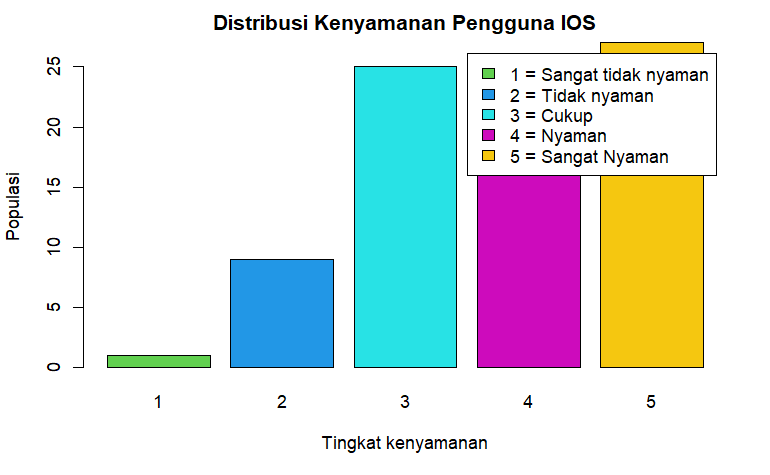 Distribusi Kenyamanan Pengguna IOS
1 = Sangat tidak nyaman
2 = Tidak nyaman
3 = Cukup
4 = Nyaman
5 = Sangat Nyaman
Populasi
25
20
15
10
5
0
1 2 3 4 5
Tingkat kenyamanan